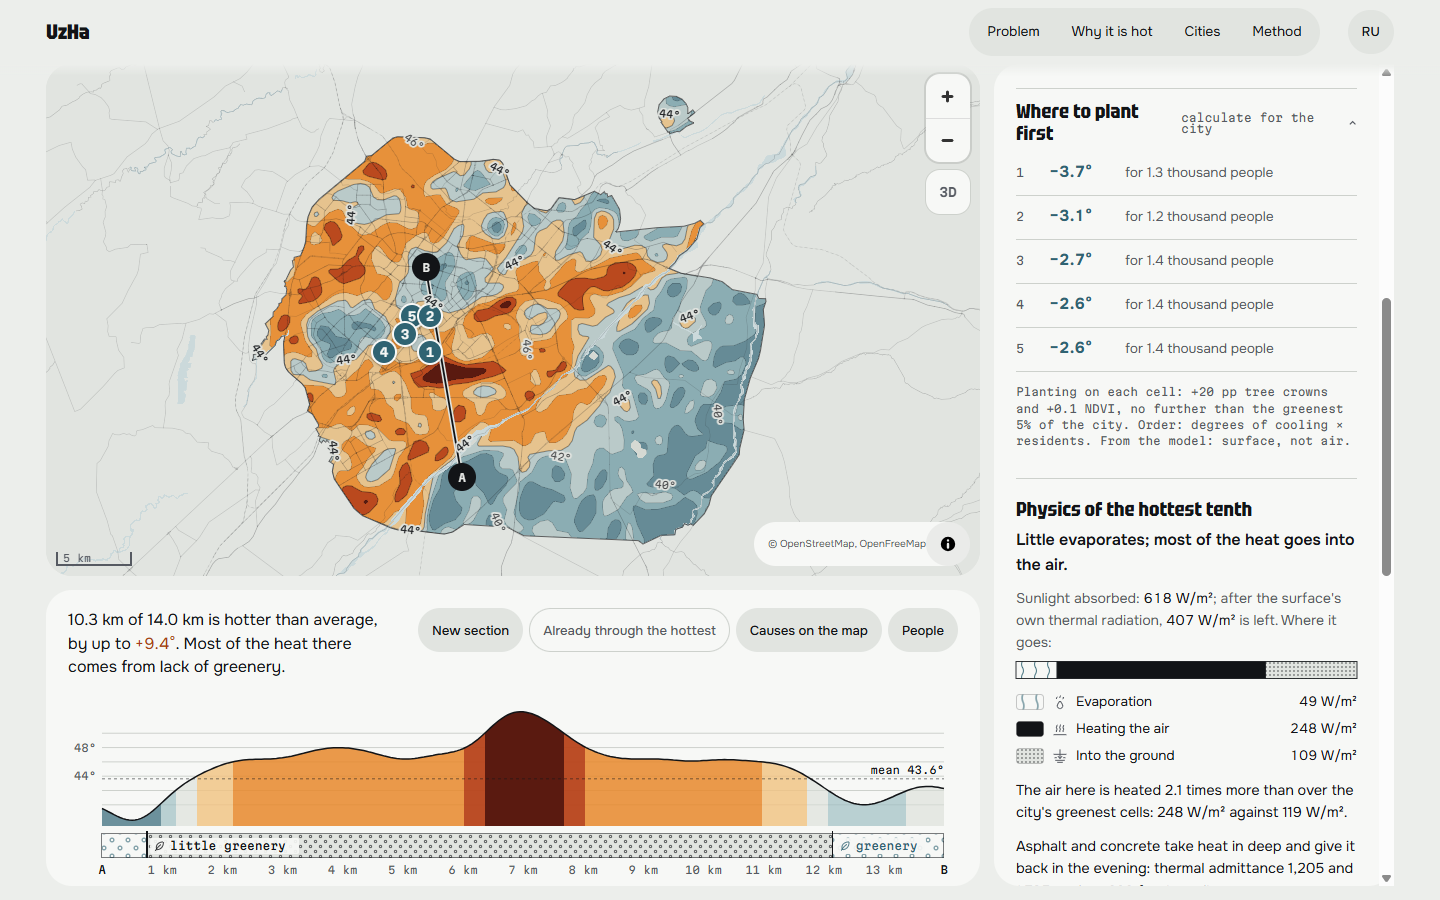 UzHa
Problem
Why it is hot
Cities
Method
RU
46°
44°
44°
44°
44°
44°
44°
44°
44°
44°
46°
44°
44°
44°
42°
40°
40°
40°
44°
B
5
2
3
4
1
A
+
−
3D
5 km
© OpenStreetMap, OpenFreeMap
10.3 km of 14.0 km is hotter than average,
by up to +9.4°. Most of the heat there
comes from lack of greenery.
New section
Already through the hottest
Causes on the map
People
48°
44°
mean 43.6°
little greenery
greenery
A 1 km 2 km 3 km 4 km 5 km 6 km 7 km 8 km 9 km 10 km 11 km 12 km 13 km B
Where to plant
first
calculate for the
city
1 −3.7° for 1.3 thousand people
2 −3.1° for 1.2 thousand people
3 −2.7° for 1.4 thousand people
4 −2.6° for 1.4 thousand people
5 −2.6° for 1.4 thousand people
Planting on each cell: +20 pp tree crowns
and +0.1 NDVI, no further than the greenest
5% of the city. Order: degrees of cooling ×
residents. From the model: surface, not air.
Physics of the hottest tenth
Little evaporates; most of the heat goes into
the air.
Sunlight absorbed: 618 W/m²; after the surface's
own thermal radiation, 407 W/m² is left. Where it
goes:
Evaporation 49 W/m²
Heating the air 248 W/m²
Into the ground 109 W/m²
The air here is heated 2.1 times more than over the
city's greenest cells: 248 W/m² against 119 W/m².
Asphalt and concrete take heat in deep and give it
back in the evening: thermal admittance 1,205 and